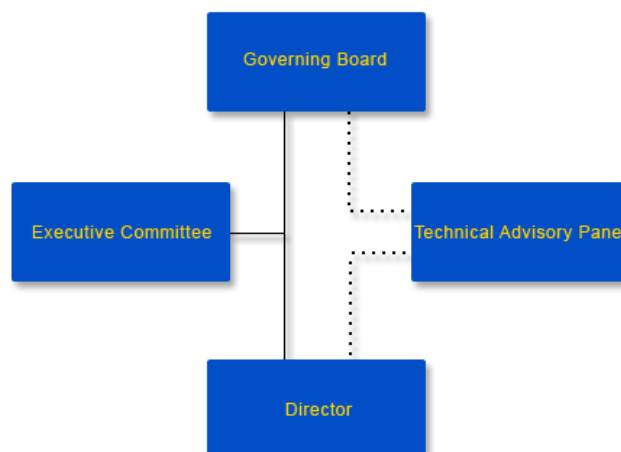 Governing Board
Executive Committee
Technical Advisory Pane
Director